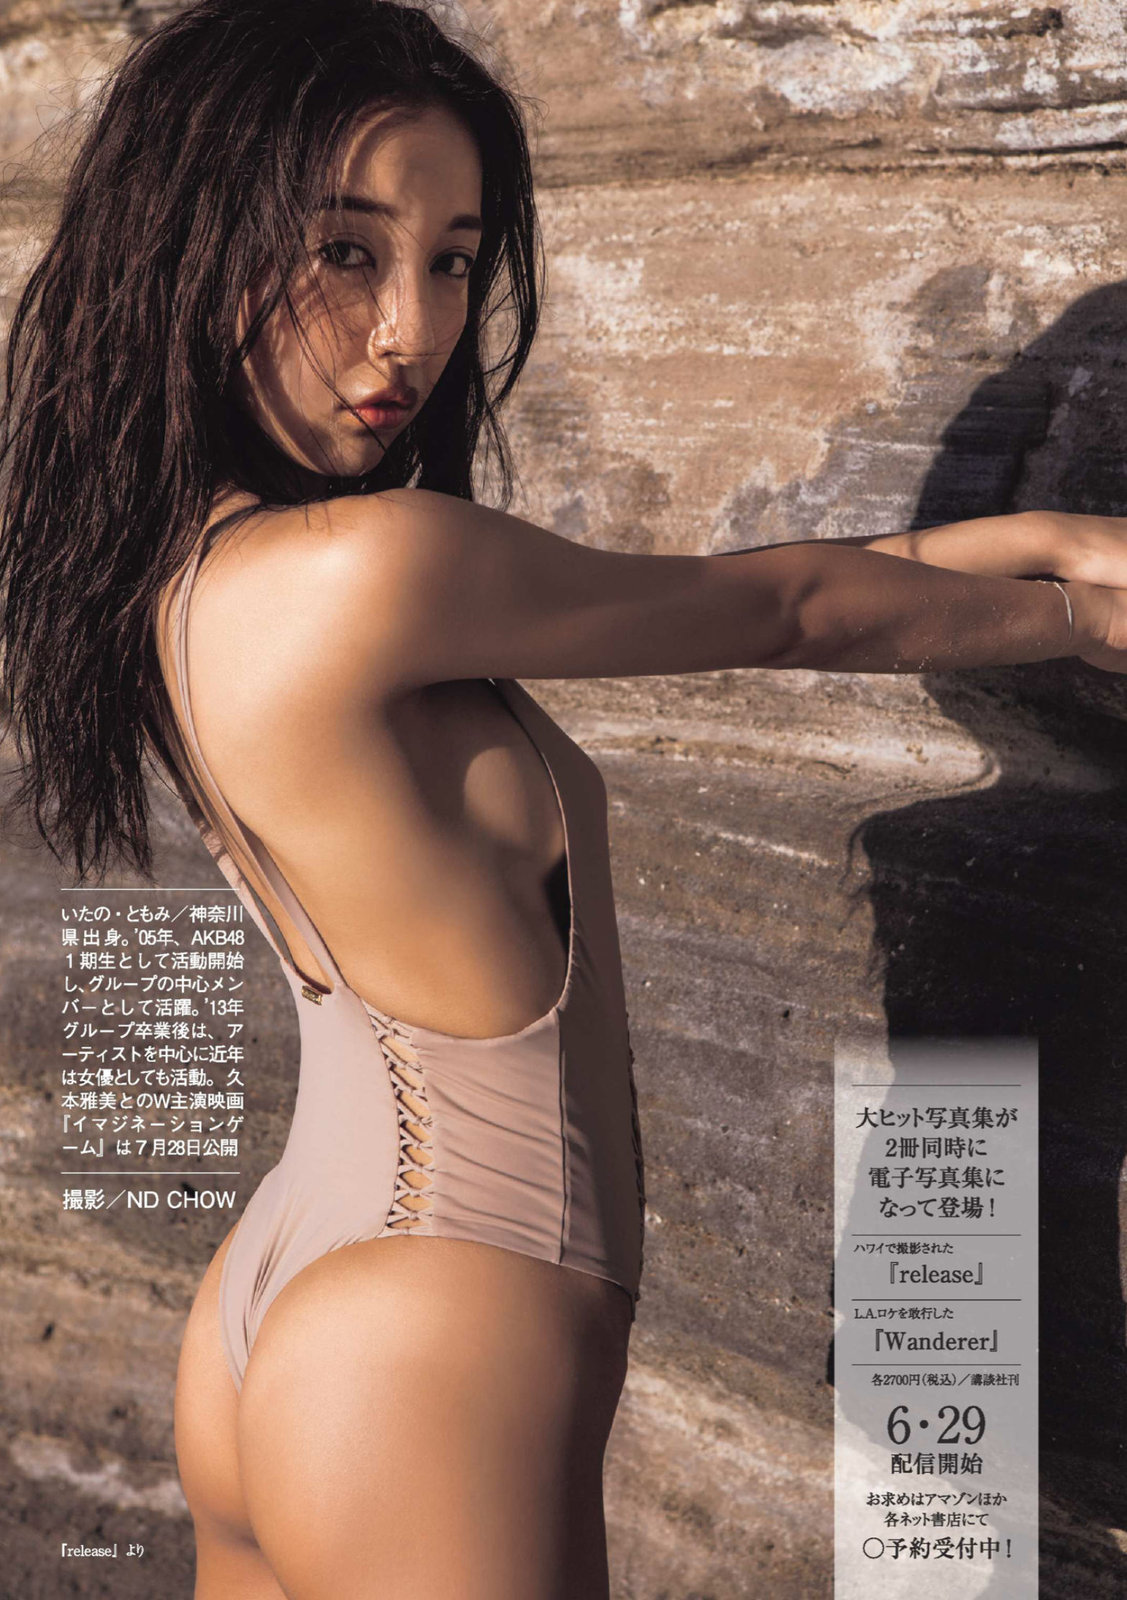 いたの・ともみ／神奈川
県出身。'05年、AKB48
１期生として活動開始
し、グループの中心メン
バーとして活躍。'13年
グループ卒業後は、ア
ーティストを中心に近年
は女優としても活動。久
本雅美とのW主演映画
『イマジネーションゲ
ーム』は７月28日公開
撮影／ND CHOW
『release』より
大ヒット写真集が
2冊同時に
電子写真集に
なって登場！
ハワイで撮影された
『release』
L.A.ロケを敢行した
『Wanderer』
各2700円（税込）／講談社刊
6・29
配信開始
お求めはアマゾンほか
各ネット書店にて
○予約受付中！